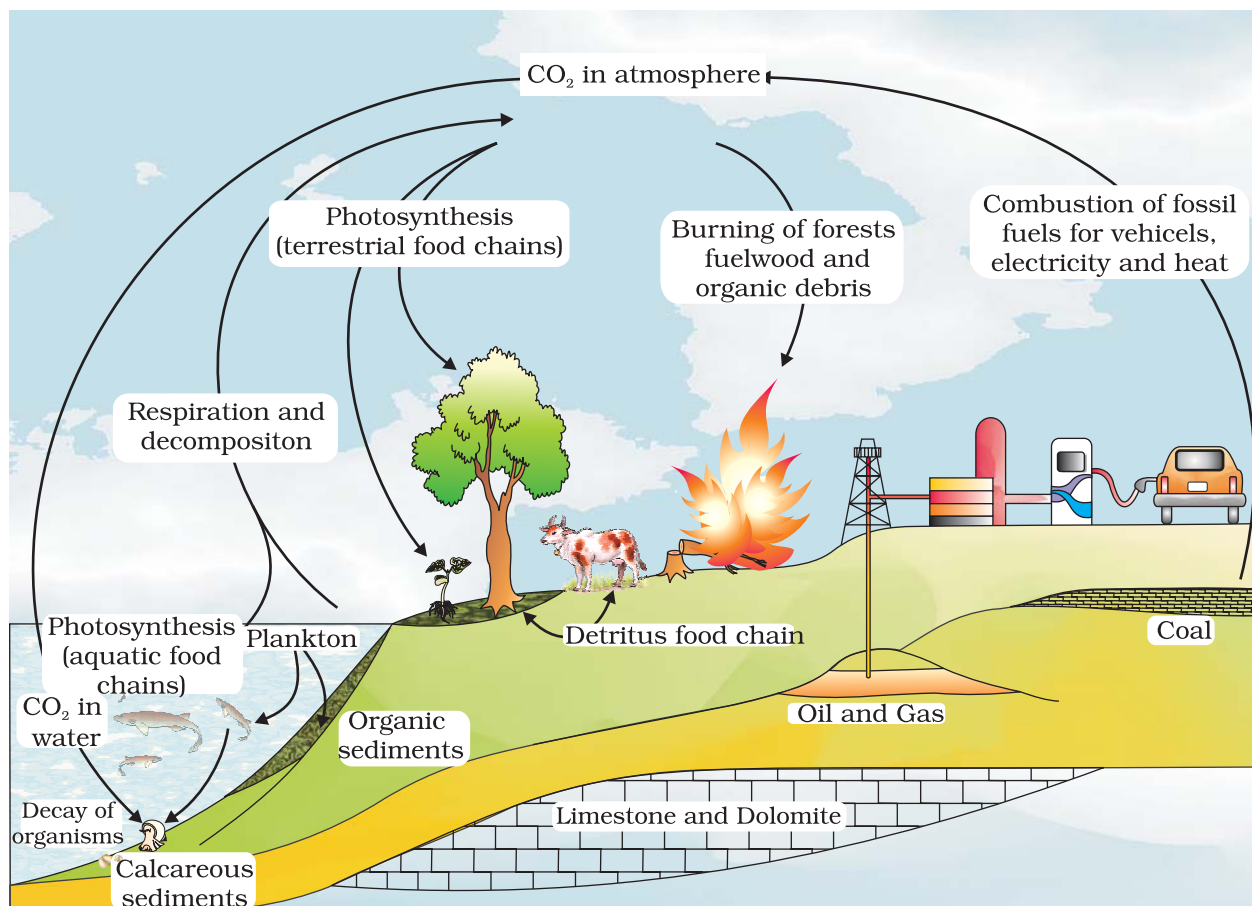 CO₂ in atmosphere
Photosynthesis
(terrestrial food chains)
Burning of forests
fuelwood and
organic debris
Combustion of fossil
fuels for vehicels,
electricity and heat
Respiration and
decompositon
Photosynthesis
(aquatic food
chains)
Plankton
Detritus food chain
Coal
CO₂ in
water
Organic
sediments
Oil and Gas
Decay of
organisms
Limestone and Dolomite
Calcareous
sediments